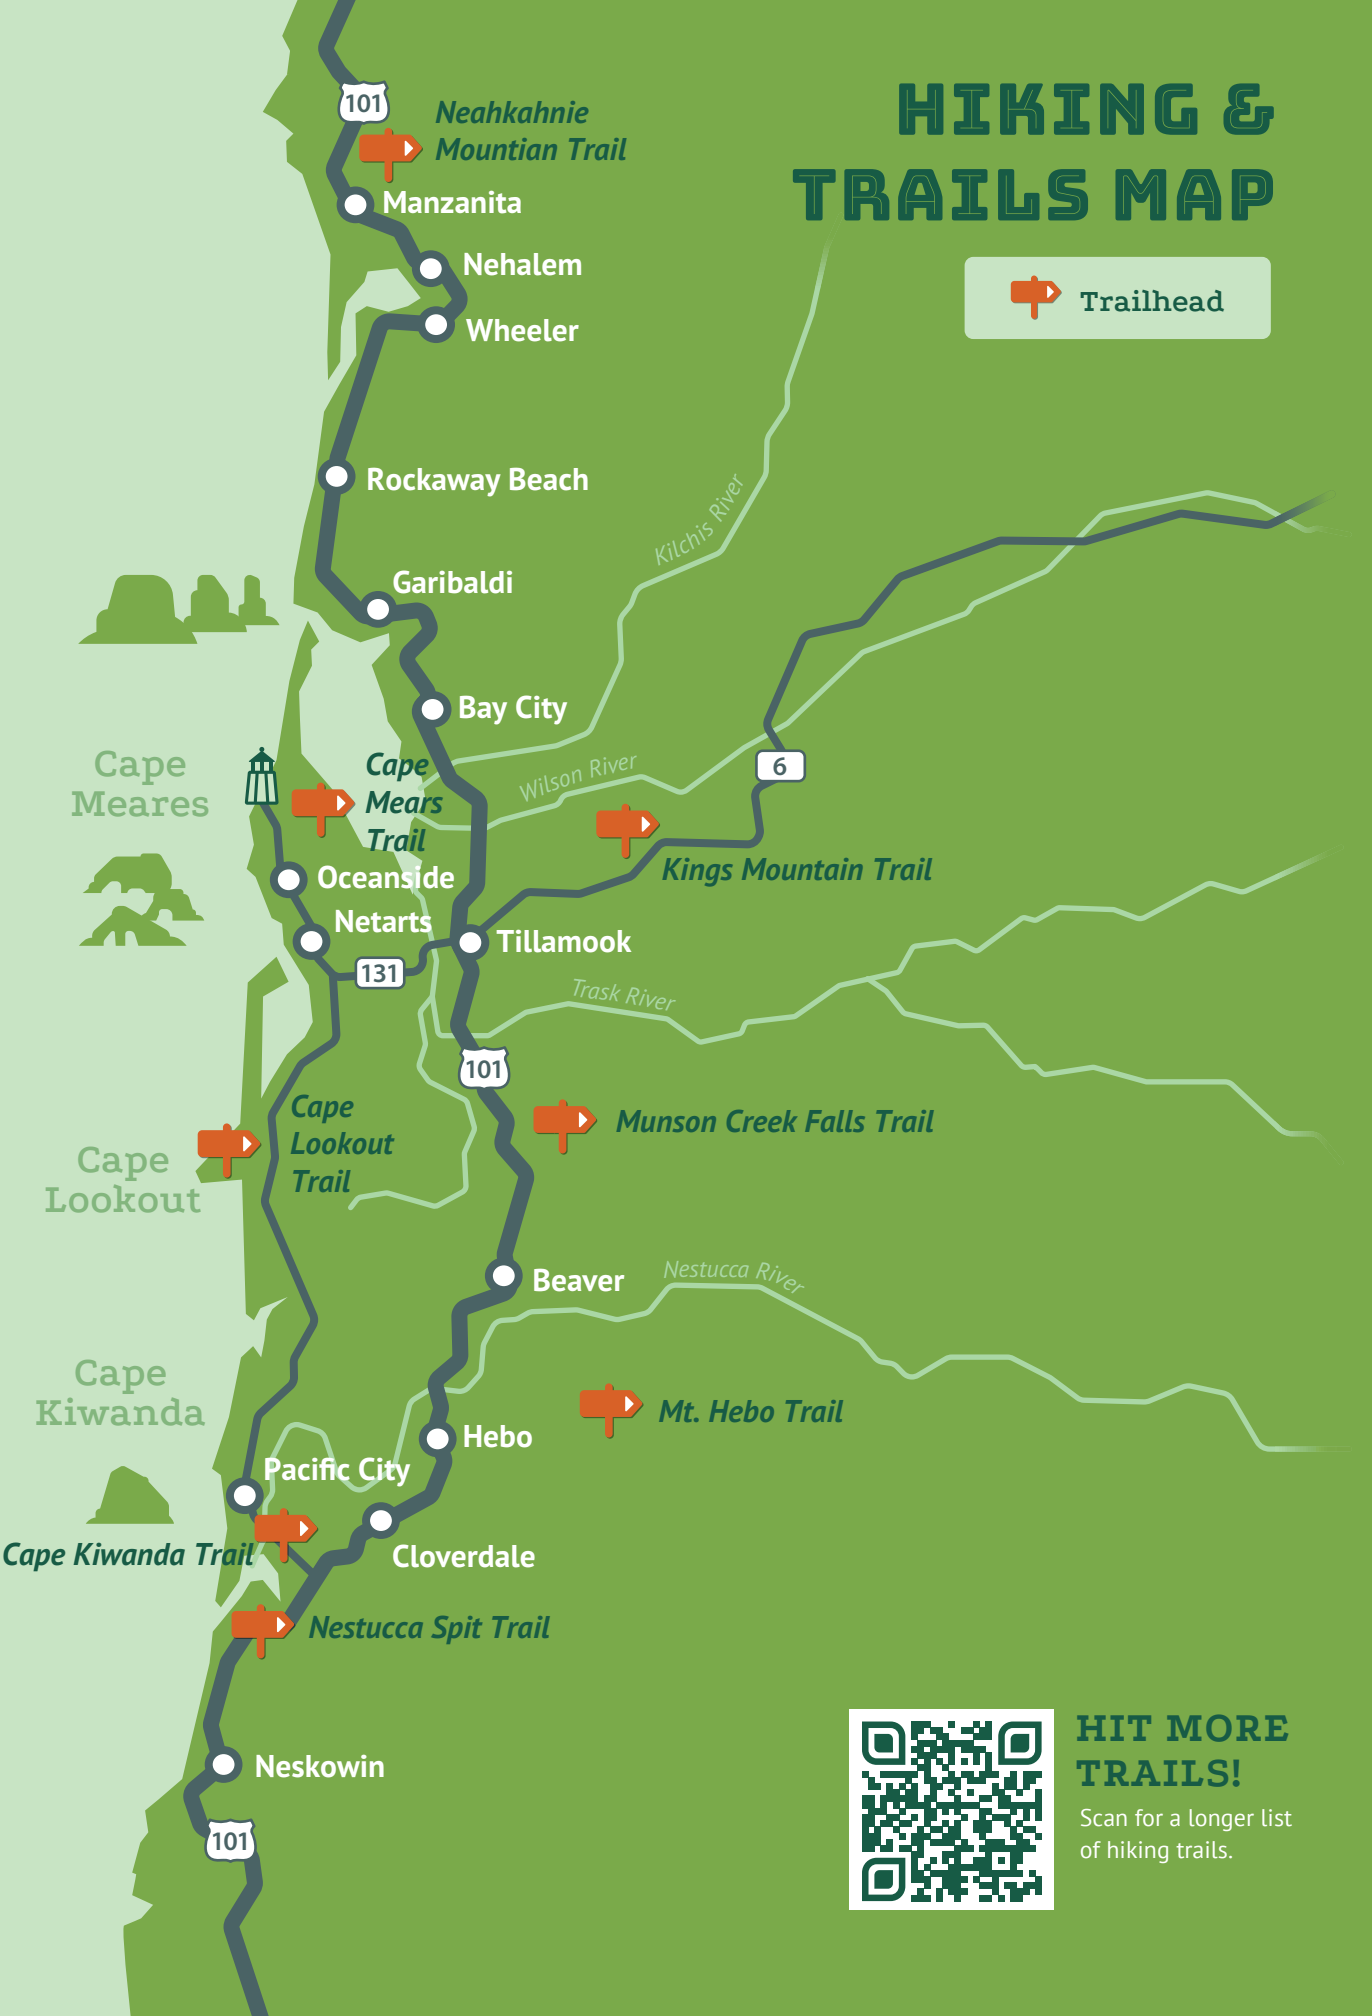 HIKING &
TRAILS MAP
Trailhead
101
Neahkahnie
Mountian Trail
Manzanita
Nehalem
Wheeler
Rockaway Beach
Kilchis River
Garibaldi
Bay City
Cape
Meares
Cape
Mears
Trail
Wilson River
6
Kings Mountain Trail
Oceanside
Netarts
Tillamook
131
Trask River
101
Cape
Lookout
Trail
Munson Creek Falls Trail
Cape
Lookout
Beaver
Nestucca River
Cape
Kiwanda
Mt. Hebo Trail
Hebo
Pacific City
Cape Kiwanda Trail
Cloverdale
Nestucca Spit Trail
Neskowin
101
HIT MORE
TRAILS!
Scan for a longer list
of hiking trails.